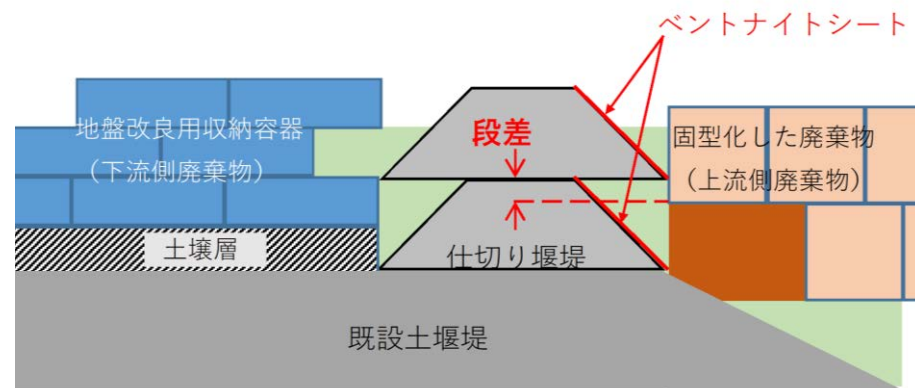 ベントナイトシート
地盤改良用収納容器
（下流側廃棄物）
段差
固型化した廃棄物
（上流側廃棄物）
土壌層
仕切り堰堤
既設土堰堤